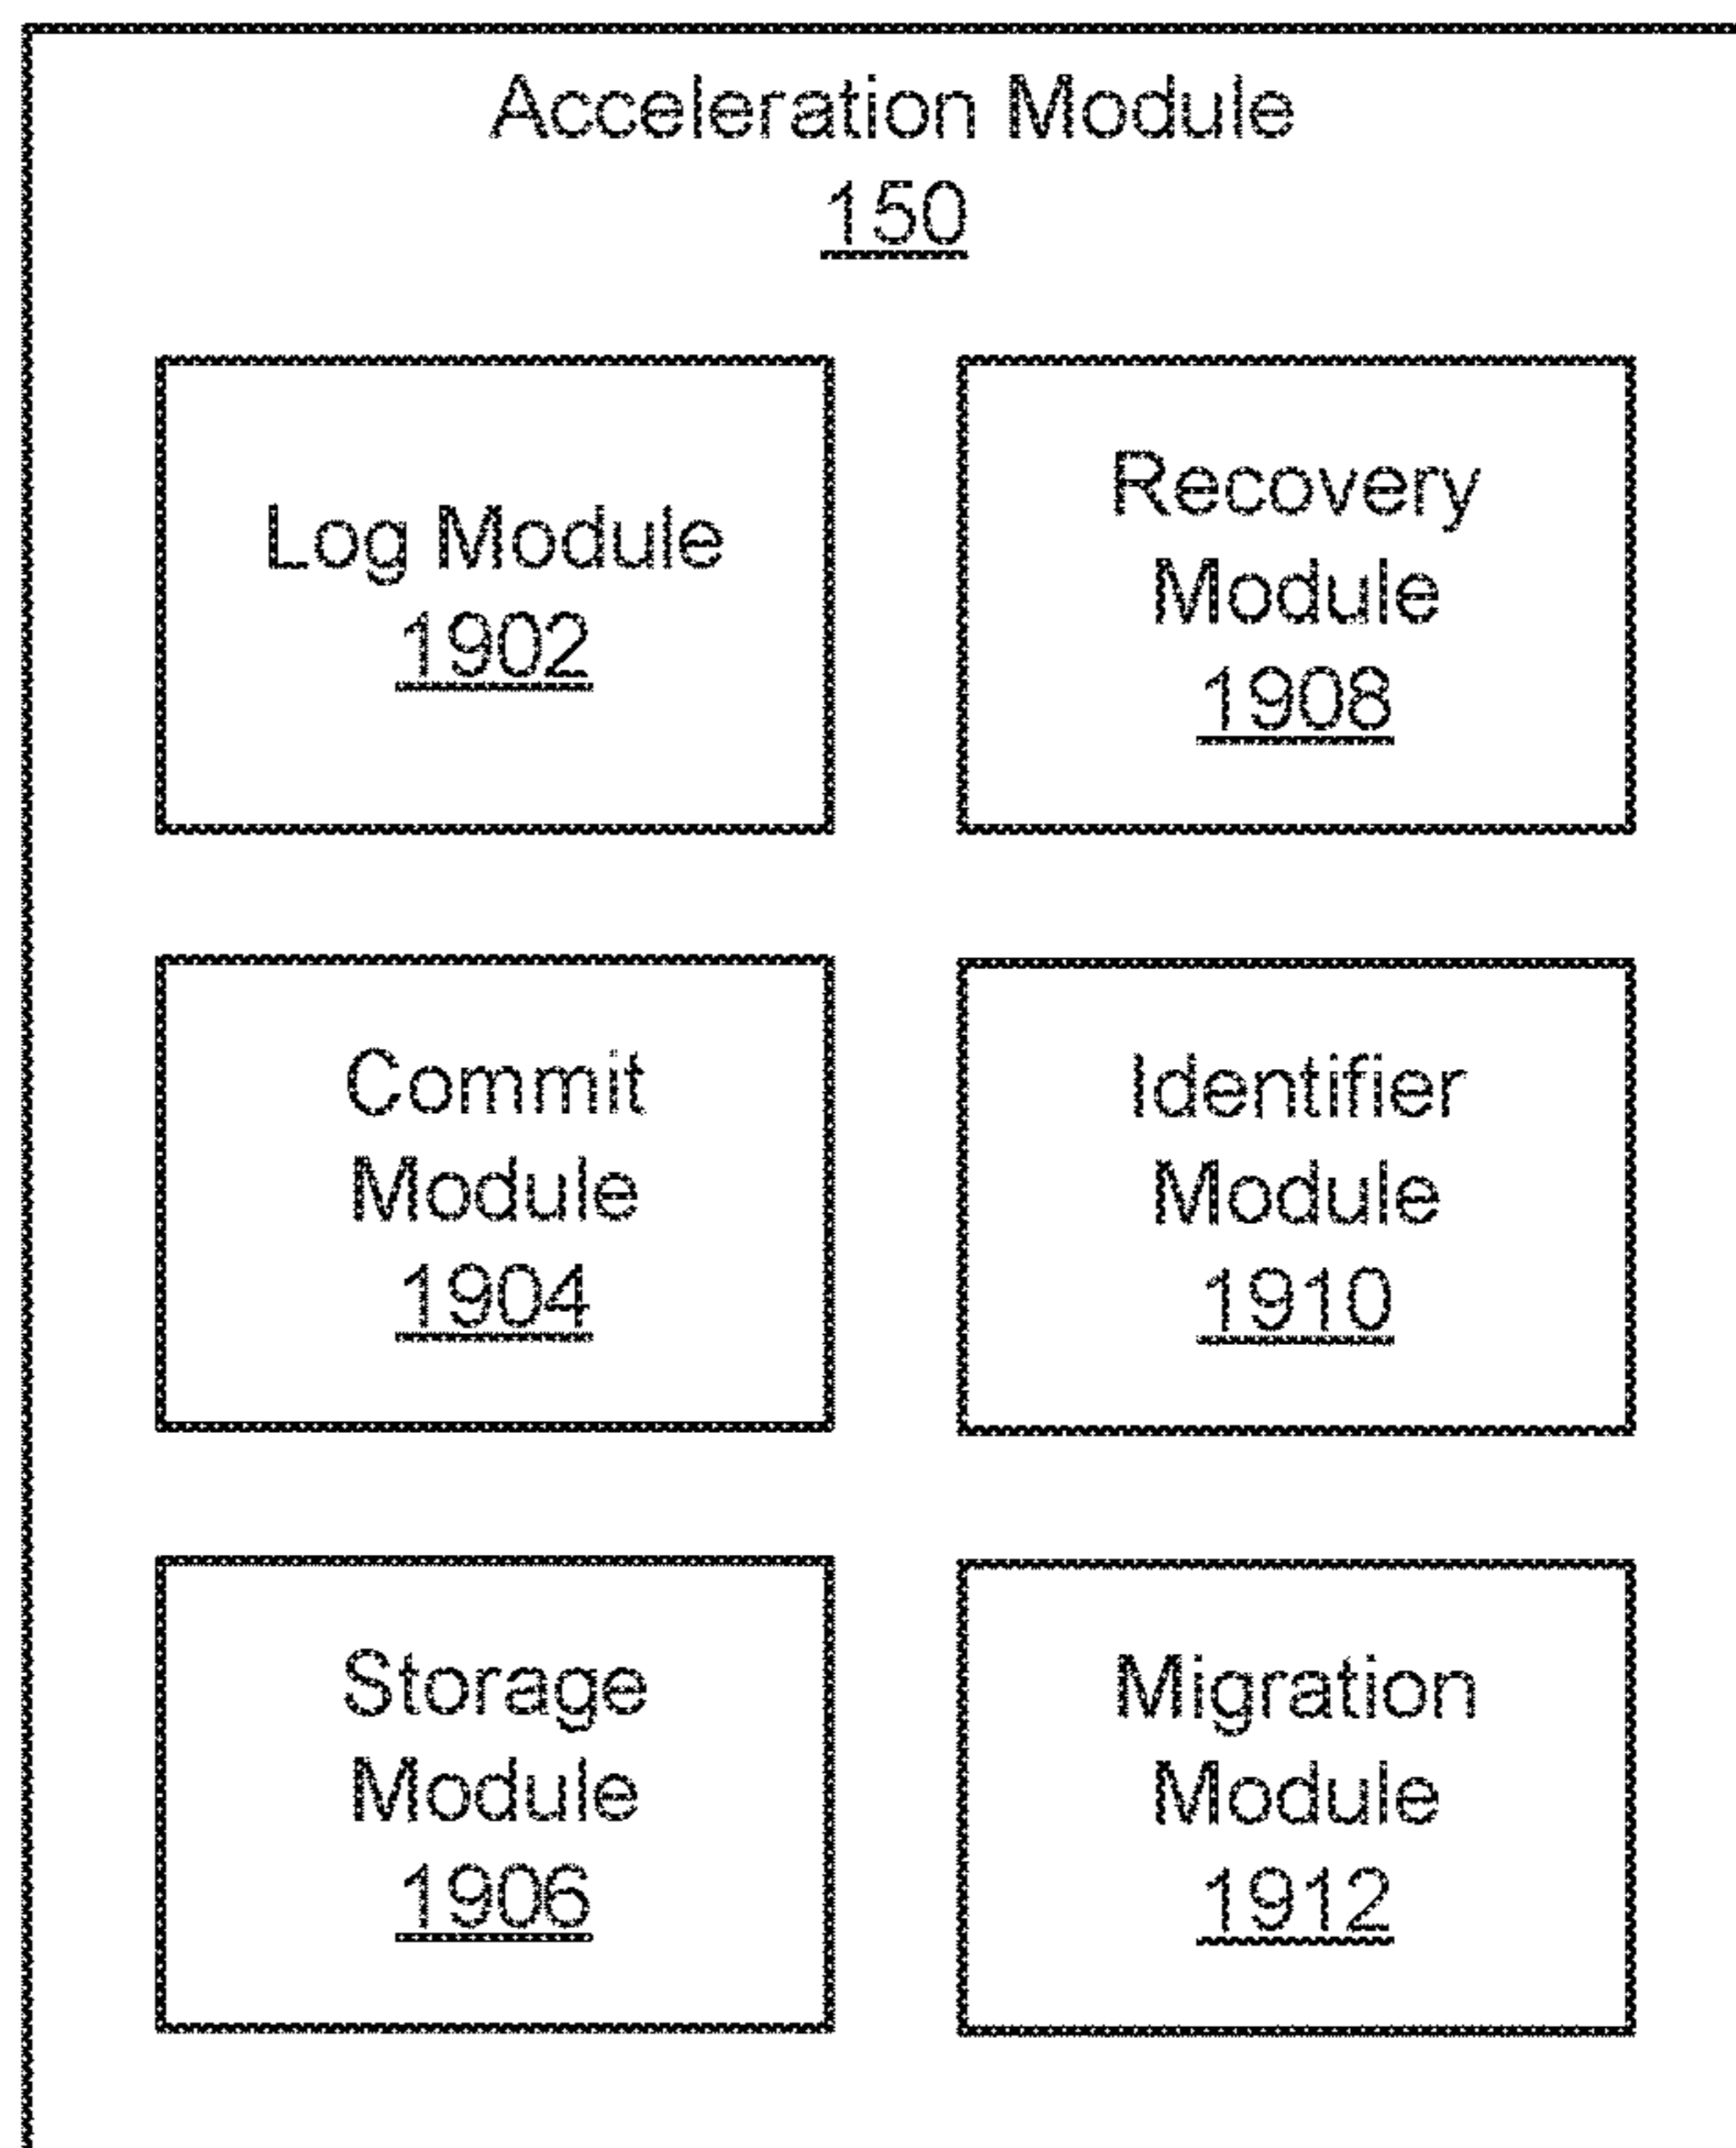 Acceleration Module
150
Log Module
1902
Recovery
Module
1908
Commit
Module
1904
Identifier
Module
1910
Storage
Module
1906
Migration
Module
1912